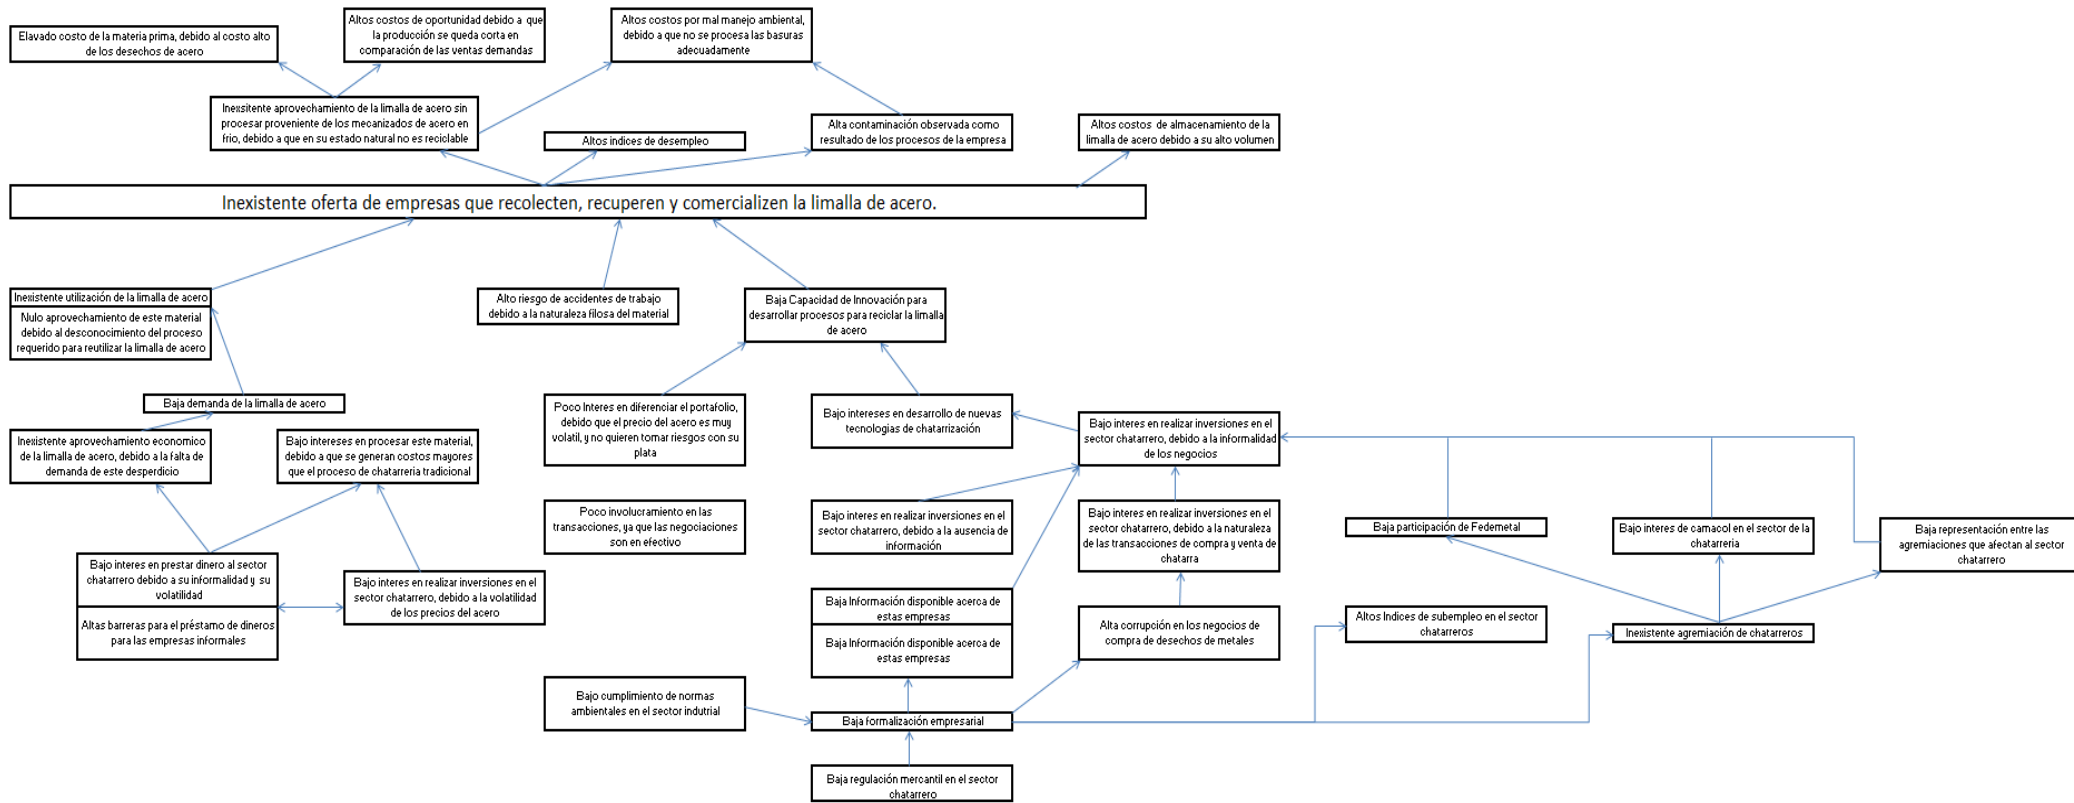 Elavado costo de la materia prima, debido al costo alto
de los desechos de acero
Altos costos de oportunidad debido a que
la producción se queda corta en
comparación de las ventas demandas
Altos costos por mal manejo ambiental,
debido a que no se procesa las basuras
adecuadamente
Inexsitente aprovechamiento de la limalla de acero sin
procesar proveniente de los mecanizados de acero en
frio, debido a que en su estado natural no es reciclable
Altos indices de desempleo
Alta contaminación observada como
resultado de los procesos de la empresa
Altos costos de almacenamiento de la
limalla de acero debido a su alto volumen
Inexistente oferta de empresas que recolecten, recuperen y comercializen la limalla de acero.
Inexistente utilización de la limalla de acero
Nulo aprovechamiento de este material
debido al desconocimiento del proceso
requerido para reutilizar la limalla de acero
Alto riesgo de accidentes de trabajo
debido a la naturaleza filosa del material
Baja Capacidad de Innovación para
desarrollar procesos para reciclar la limalla
de acero
Baja demanda de la limalla de acero
Inexistente aprovechamiento economico
de la limalla de acero, debido a la falta de
demanda de este desperdicio
Bajo intereses en procesar este material,
debido a que se generan costos mayores
que el proceso de chatarreria tradicional
Poco Interes en diferenciar el portafolio,
debido que el precio del acero es muy
volatil, y no quieren tomar riesgos con su
plata
Bajo intereses en desarrollo de nuevas
tecnologias de chatarrización
Bajo interes en realizar inversiones en el
sector chatarrero, debido a la informalidad
de los negocios
Poco involucramiento en las
transacciones, ya que las negociaciones
son en efectivo
Bajo interes en realizar inversiones en el
sector chatarrero, debido a la ausencia de
información
Bajo interes en realizar inversiones en el
sector chatarrero, debido a la naturaleza
de las transacciones de compra y venta de
chatarra
Baja participación de Fedemetal
Bajo interes de camacol en el sector de la
chatarreria
Baja representación entre las
agremiaciones que afectan al sector
chatarrero
Bajo interes en prestar dinero al sector
chatarrero debido a su informalidad y su
volatilidad
Altas barreras para el préstamo de dineros
para las empresas informales
Bajo interes en realizar inversiones en el
sector chatarrero, debido a la volatilidad
de los precios del acero
Baja Información disponible acerca de
estas empresas
Baja Información disponible acerca de
estas empresas
Alta corrupción en los negocios de
compra de desechos de metales
Altos Indices de subempleo en el sector
chatarreros
Inexistente agremiación de chatarreros
Bajo cumplimiento de normas
ambientales en el sector indutrial
Baja formalización empresarial
Baja regulación mercantil en el sector
chatarrero